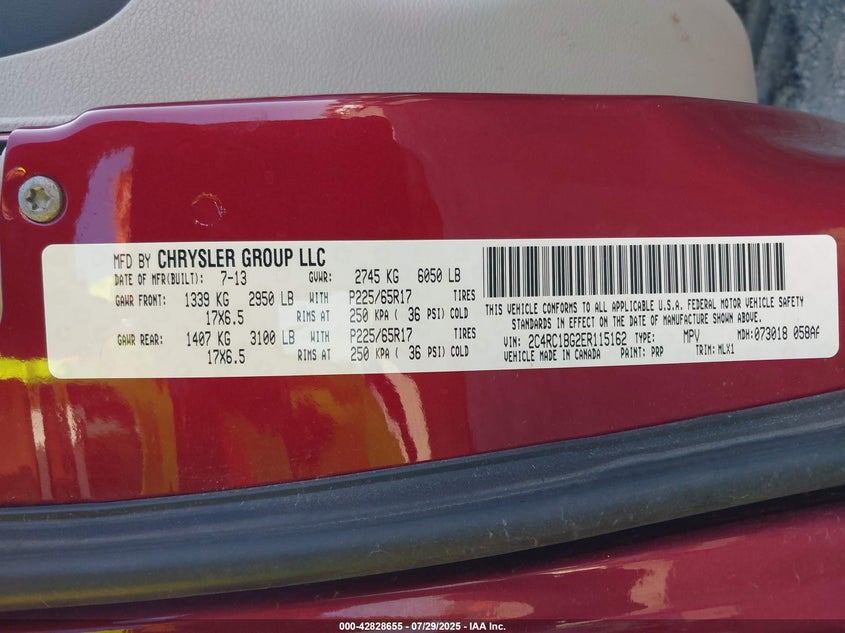 MFD BY CHRYSLER GROUP LLC
DATE OF MFR(BUILT): 7-13 GVWR: 2745 KG 6050 LB
GAWR FRONT: 1339 KG 2950 LB WITH P225/65R17 TIRES
17X6.5 RIMS AT 250 KPA ( 36 PSI) COLD
GAWR REAR: 1407 KG 3100 LB WITH P225/65R17 TIRES
17X6.5 RIMS AT 250 KPA ( 36 PSI) COLD
THIS VEHICLE CONFORMS TO ALL APPLICABLE U.S.A. FEDERAL MOTOR VEHICLE SAFETY
STANDARDS IN EFFECT ON THE DATE OF MANUFACTURE SHOWN ABOVE.
VIN: 2C4RC1BG2ER115162 TYPE: MPV MDH:073018 058AF
VEHICLE MADE IN CANADA PAINT: PRP TRIM: MLX1
000-42828655 - 07/29/2025 - IAA Inc.